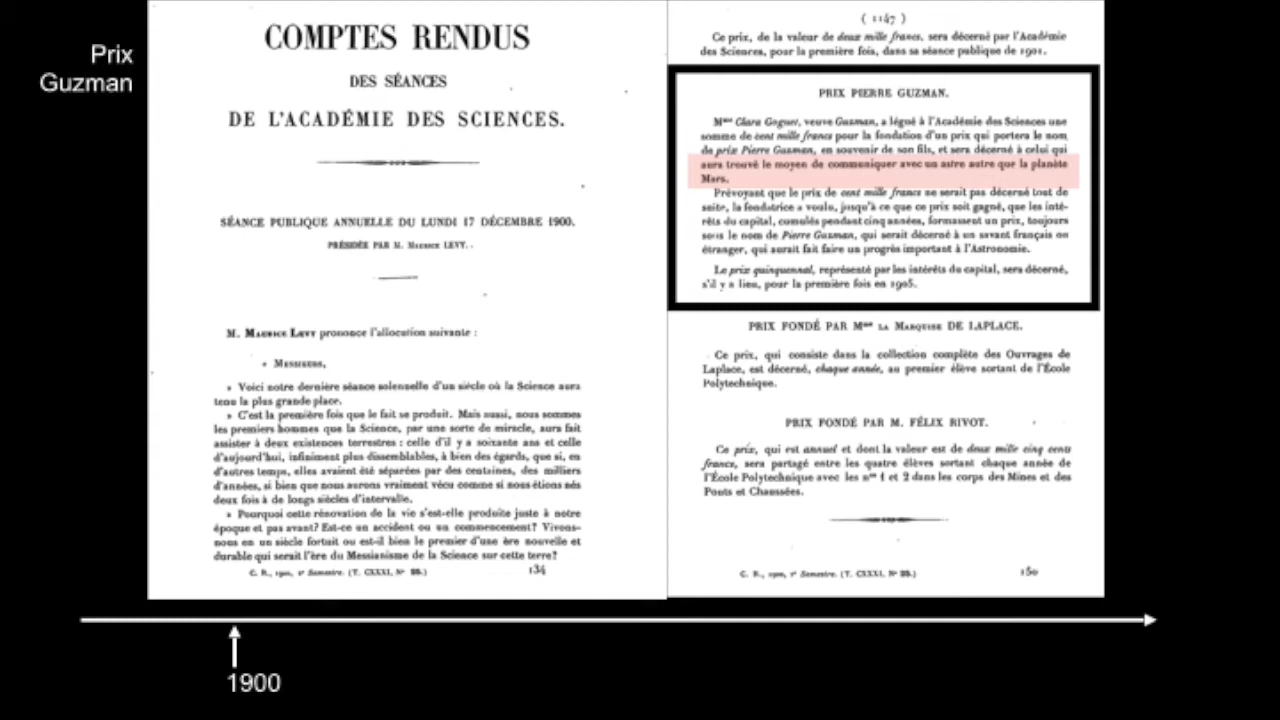 Prix
Guzman
COMPTES RENDUS
DES SÉANCES
DE L'ACADÉMIE DES SCIENCES.
SÉANCE PUBLIQUE ANNUELLE DU LUNDI 17 DÉCEMBRE 1900.
PRÉSIDÉE PAR M. MAURICE LEVY.
M. MAURICE LEVY prononce l'allocution suivante :
« MESSIEURS,
» Voici notre dernière séance solennelle d'un siècle où la Science aura
tenu la plus grande place.
» C'est la première fois que le fait se produit. Mais aussi, nous sommes
les premiers hommes que la Science, par une sorte de miracle, aura fait
assister à deux existences terrestres : celle d'il y a soixante ans et celle
d'aujourd'hui, infiniment plus dissemblables, à bien des égards, que si, en
d'autres temps, elles avaient été séparées par des centaines, des milliers
d'années, si bien que nous aurons vraiment vécu comme si nous étions nés
deux fois à de longs siècles d'intervalle.
» Pourquoi cette rénovation de la vie s'est-elle produite juste à notre
époque et pas avant? Est-ce un accident ou un commencement? Vivons-
nous en un siècle fortuit ou est-il bien le premier d'une ère nouvelle et
durable qui serait l'ère du Messianisme de la Science sur cette terre?
C. R., 1900, 2e Semestre. (T. CXXXI, N° 25.) 134
( 1147 )
Ce prix, de la valeur de deux mille francs, sera décerné par l'Académie
des Sciences, pour la première fois, dans sa séance publique de 1901.
PRIX PIERRE GUZMAN.
Mme Clara Goguet, veuve Guzman, a légué à l'Académie des Sciences une
somme de cent mille francs pour la fondation d'un prix qui portera le nom
de prix Pierre Guzman, en souvenir de son fils, et sera décerné à celui qui
aura trouvé le moyen de communiquer avec un astre autre que la planète
Mars.
Prévoyant que le prix de cent mille francs ne serait pas décerné tout de
suite, la fondatrice a voulu, jusqu'à ce que ce prix soit gagné, que les inté-
rêts du capital, cumulés pendant cinq années, formassent un prix, toujours
sous le nom de Pierre Guzman, qui serait décerné à un savant français ou
étranger, qui aurait fait faire un progrès important à l'Astronomie.
Le prix quinquennal, représenté par les intérêts du capital, sera décerné,
s'il y a lieu, pour la première fois en 1905.
PRIX FONDÉ PAR Mme LA MARQUISE DE LAPLACE.
Ce prix, qui consiste dans la collection complète des Ouvrages de
Laplace, est décerné, chaque année, au premier élève sortant de l'École
Polytechnique.
PRIX FONDÉ PAR M. FÉLIX RIVOT.
Ce prix, qui est annuel et dont la valeur est de deux mille cinq cents
francs, sera partagé entre les quatre élèves sortant chaque année de
l'École Polytechnique avec les nos 1 et 2 dans les corps des Mines et des
Ponts et Chaussées.
C. R., 1900, 2e Semestre. (T. CXXXI, N° 25.) 150
1900